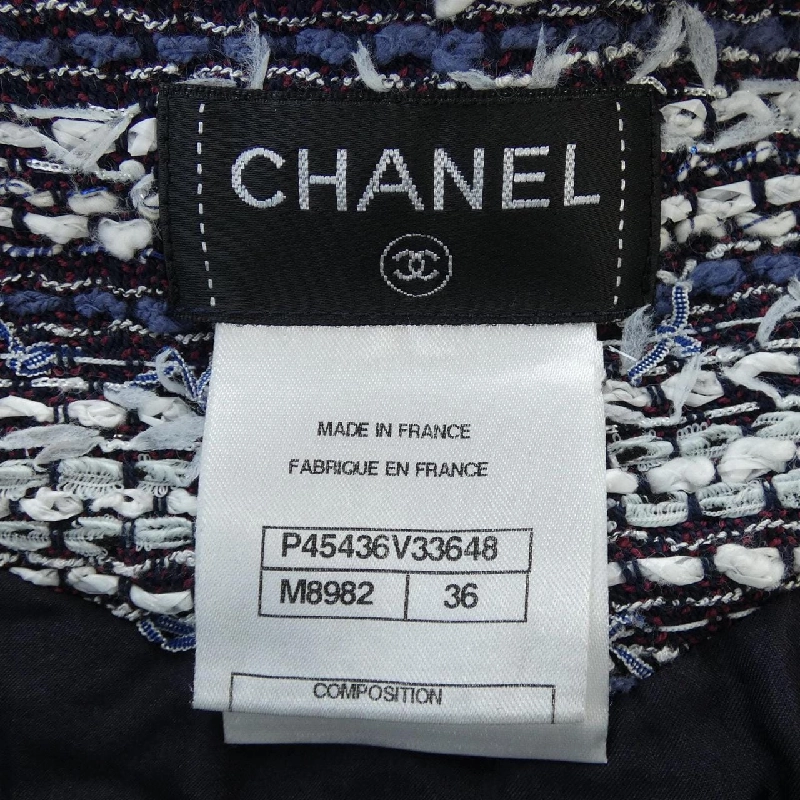 CHANEL
MADE IN FRANCE
FABRIQUE EN FRANCE
P45436V33648
M8982 36
COMPOSITION